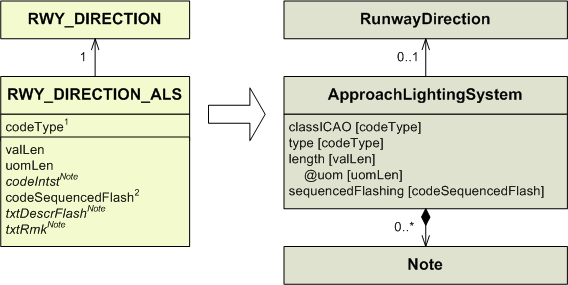 RWY_DIRECTION
1
RWY_DIRECTION_ALS
codeType1
valLen
uomLen
codeIntstNote
codeSequencedFlash2
txtDescrFlashNote
txtRmkNote
RunwayDirection
0..1
ApproachLightingSystem
classICAO [codeType]
type [codeType]
length [valLen]
@uom [uomLen]
sequencedFlashing [codeSequencedFlash]
0..*
Note